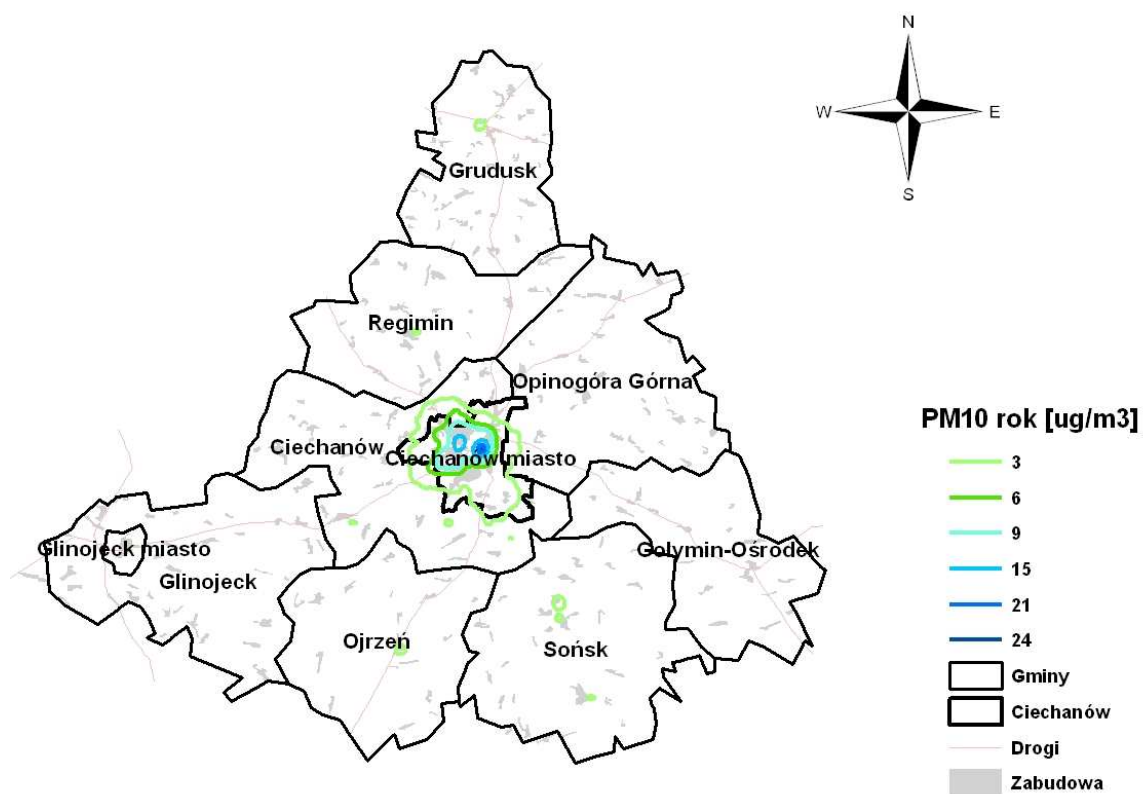 N
W
E
S
Grudusk
Regimin
Opinogóra Górna
Ciechanów
Ciechanów miasto
Glinojeck miasto
Glinojeck
Gołymin-Ośrodek
Ojrzeń
Sońsk
PM10 rok [ug/m3]
3
6
9
15
21
24
Gminy
Ciechanów
Drogi
Zabudowa